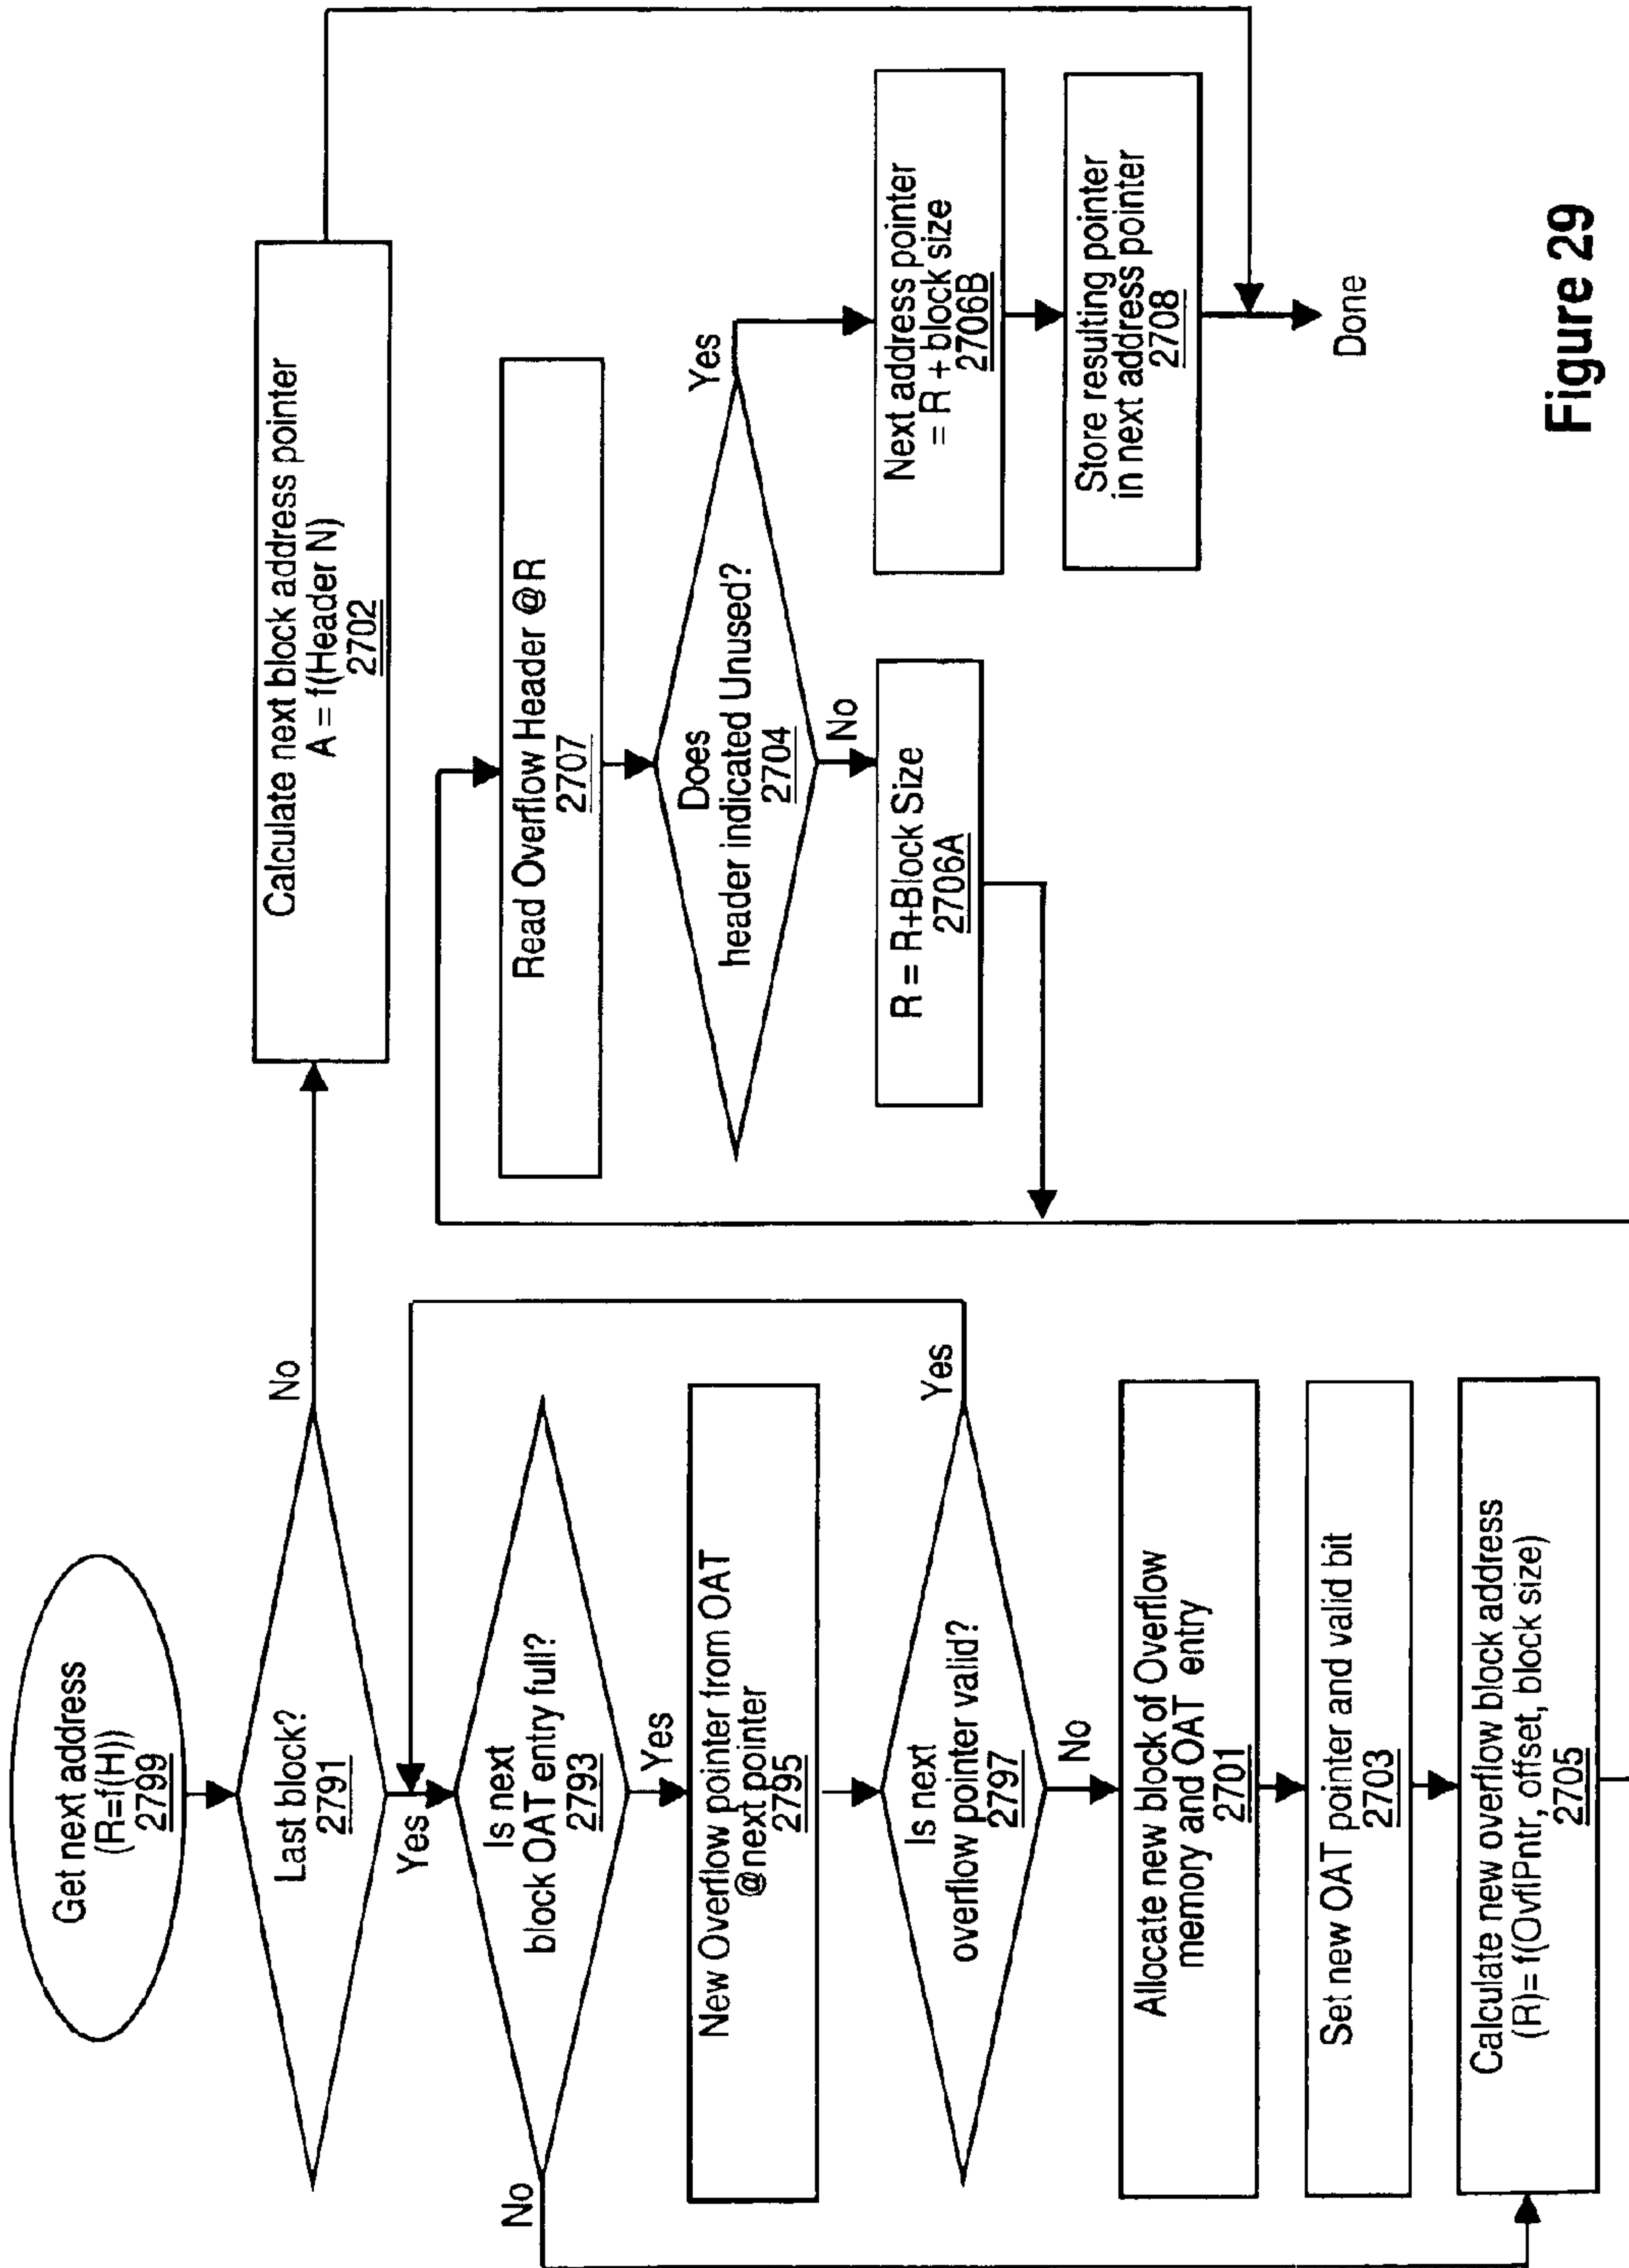 Get next address
(R=f(H))
2799
Last block?
2791
No
Yes
Is next
block OAT entry full?
2793
No
Yes
New Overflow pointer from OAT
@next pointer
2795
Is next
overflow pointer valid?
2797
Yes
No
Allocate new block of Overflow
memory and OAT entry
2701
Set new OAT pointer and valid bit
2703
Calculate new overflow block address
(R)= f(OvflPntr, offset, block size)
2705
Calculate next block address pointer
A = f(Header N)
2702
Read Overflow Header @R
2707
Does
header indicated Unused?
2704
Yes
No
R = R+Block Size
2706A
Next address pointer
= R + block size
2706B
Store resulting pointer
in next address pointer
2708
Done
Figure 29